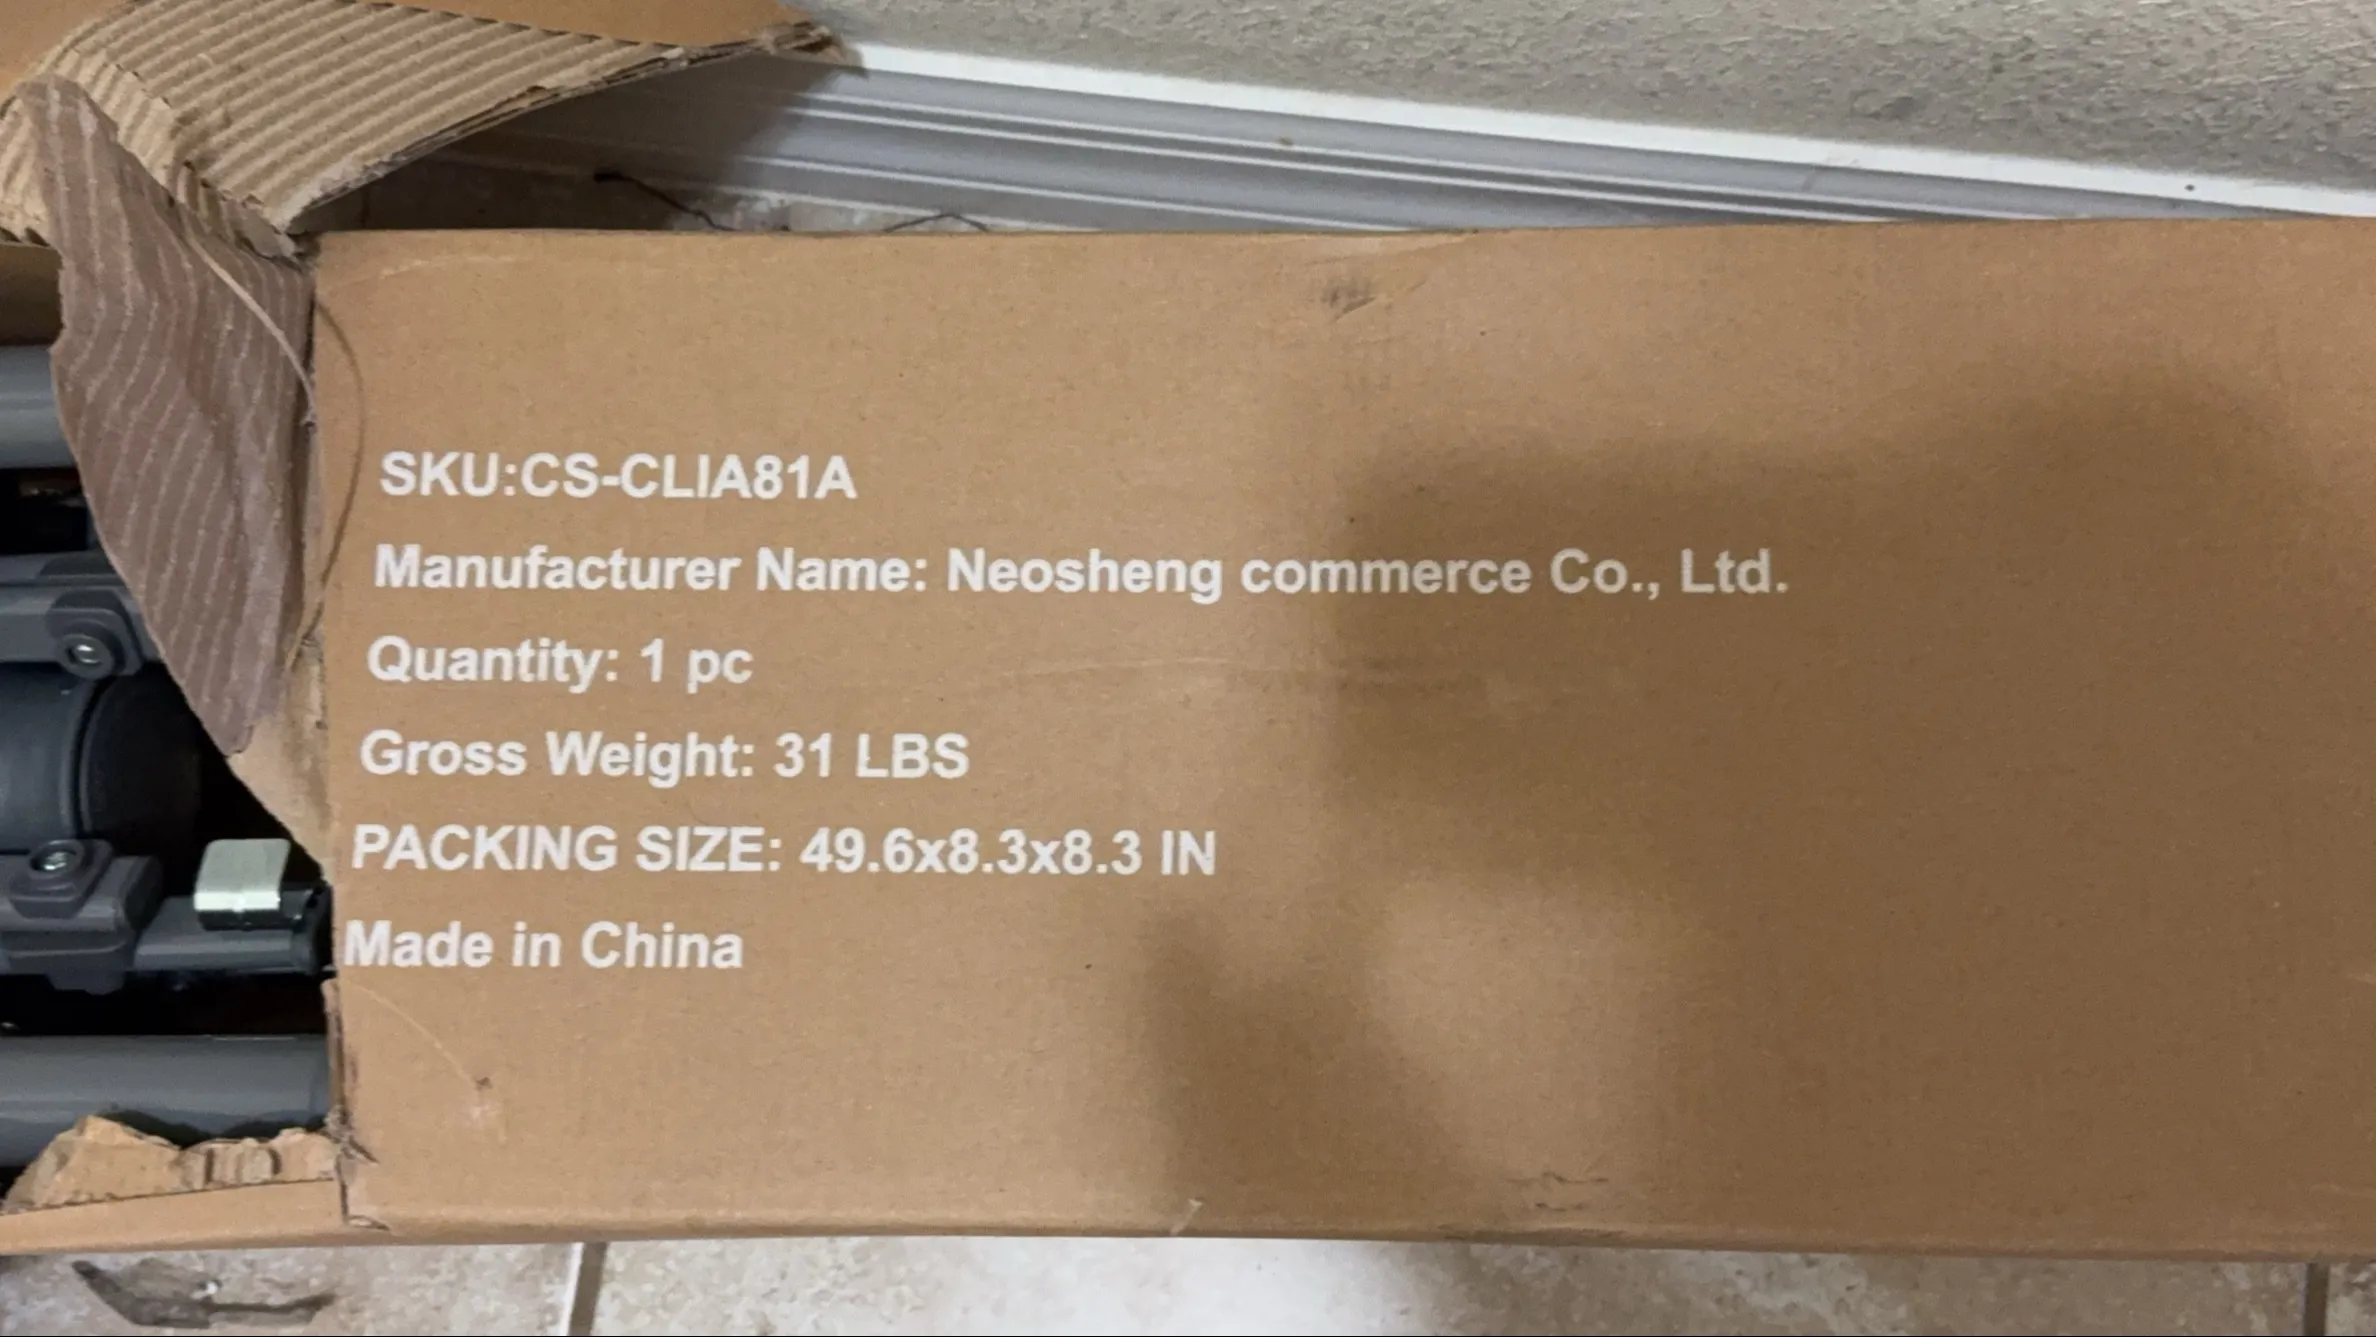 SKU:CS-CLIA81A
Manufacturer Name: Neosheng commerce Co., Ltd.
Quantity: 1 pc
Gross Weight: 31 LBS
PACKING SIZE: 49.6x8.3x8.3 IN
Made in China